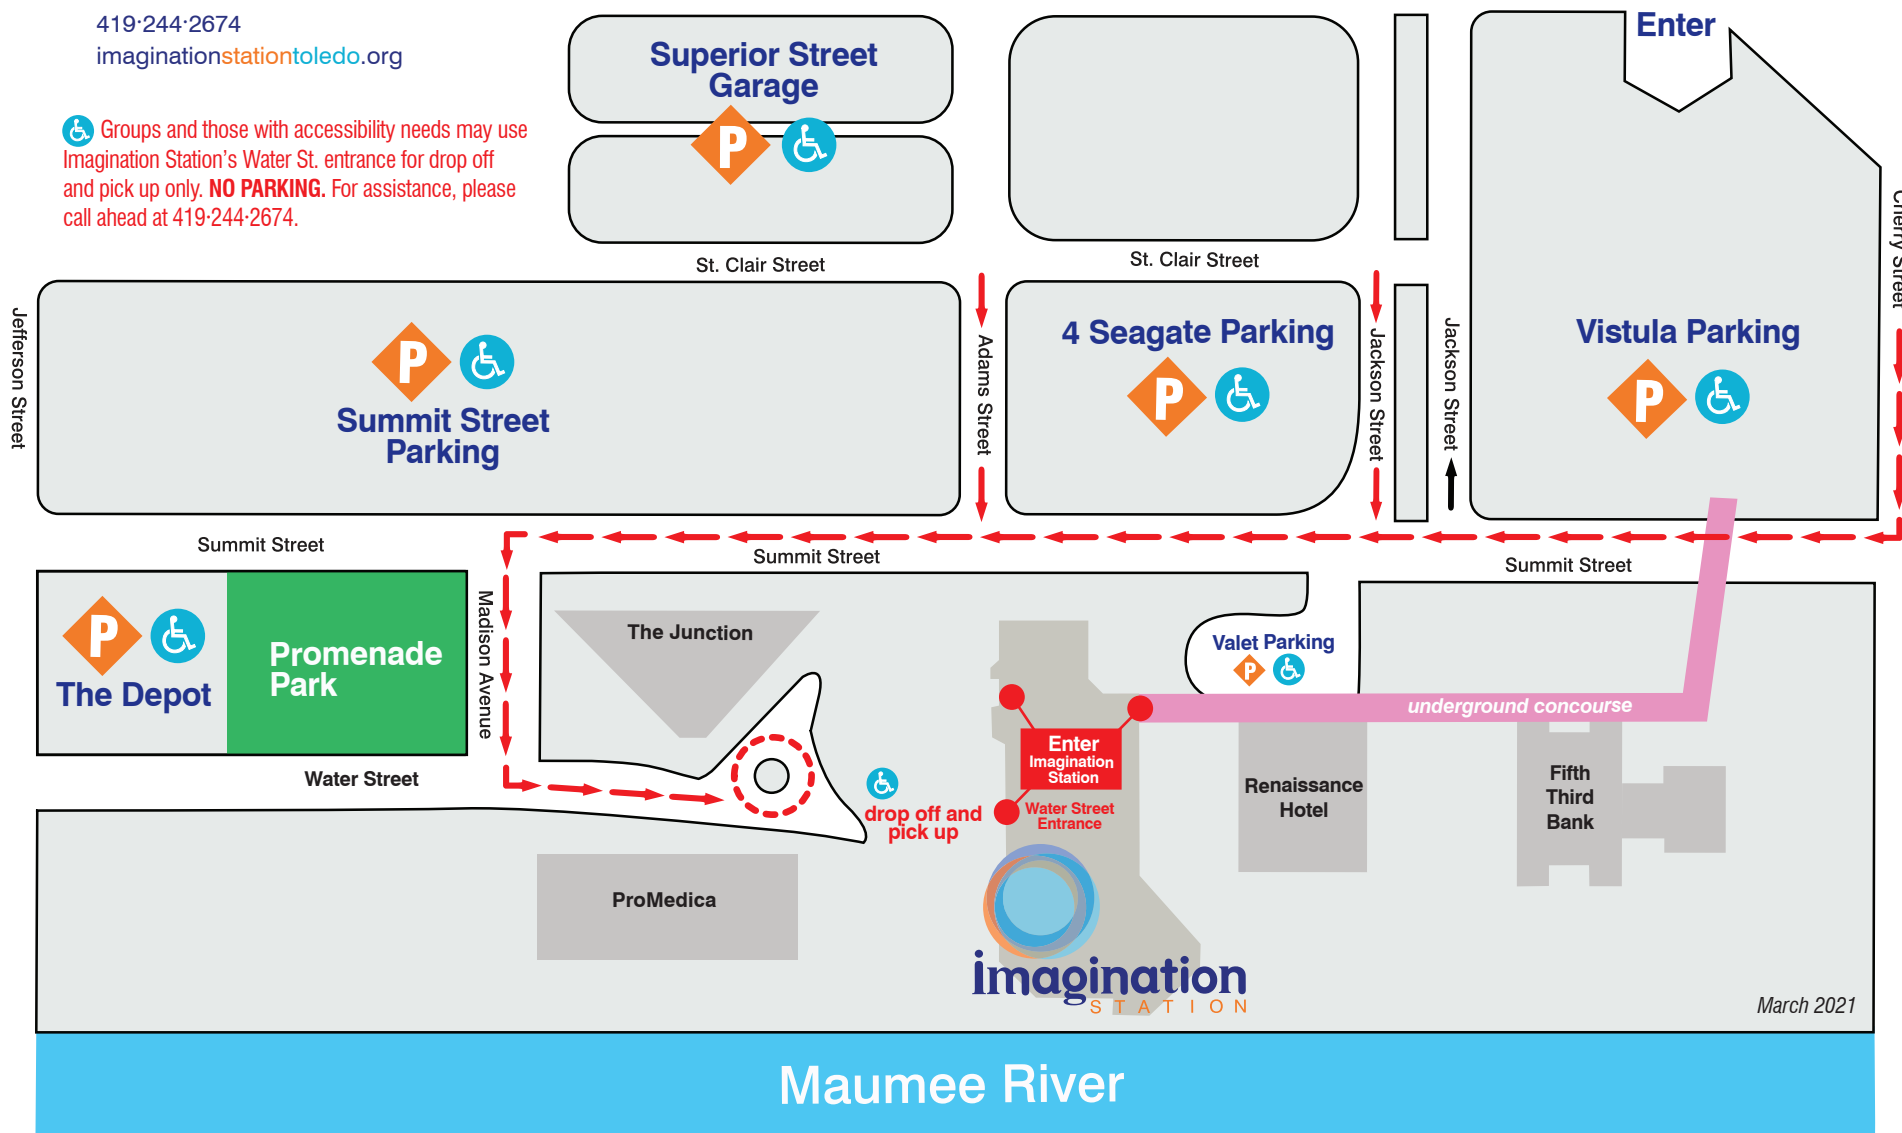 419·244·2674
imaginationstationtoledo.org
Groups and those with accessibility needs may use
Imagination Station's Water St. entrance for drop off
and pick up only. NO PARKING. For assistance, please
call ahead at 419·244·2674.
Superior Street
Garage
P
Enter
St. Clair Street
St. Clair Street
Cherry Street
Jefferson Street
P
Summit Street
Parking
Adams Street
4 Seagate Parking
P
Jackson Street
Jackson Street
Vistula Parking
P
Summit Street
Summit Street
Summit Street
P
The Depot
Promenade
Park
Madison Avenue
The Junction
Valet Parking
P
underground concourse
Enter
Imagination
Station
Water Street
Entrance
Water Street
drop off and
pick up
Renaissance
Hotel
Fifth
Third
Bank
ProMedica
imagination
STATION
March 2021
Maumee River